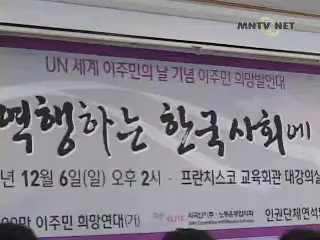 MNTV NET
UN 세계 이주민의 날 기념 이주민 희망발언대
역행하는 한국사회에
년 12월 6일(일) 오후 2시 · 프란치스코 교육회관 대강의실
이주민 희망연대(가)
인권단체연석